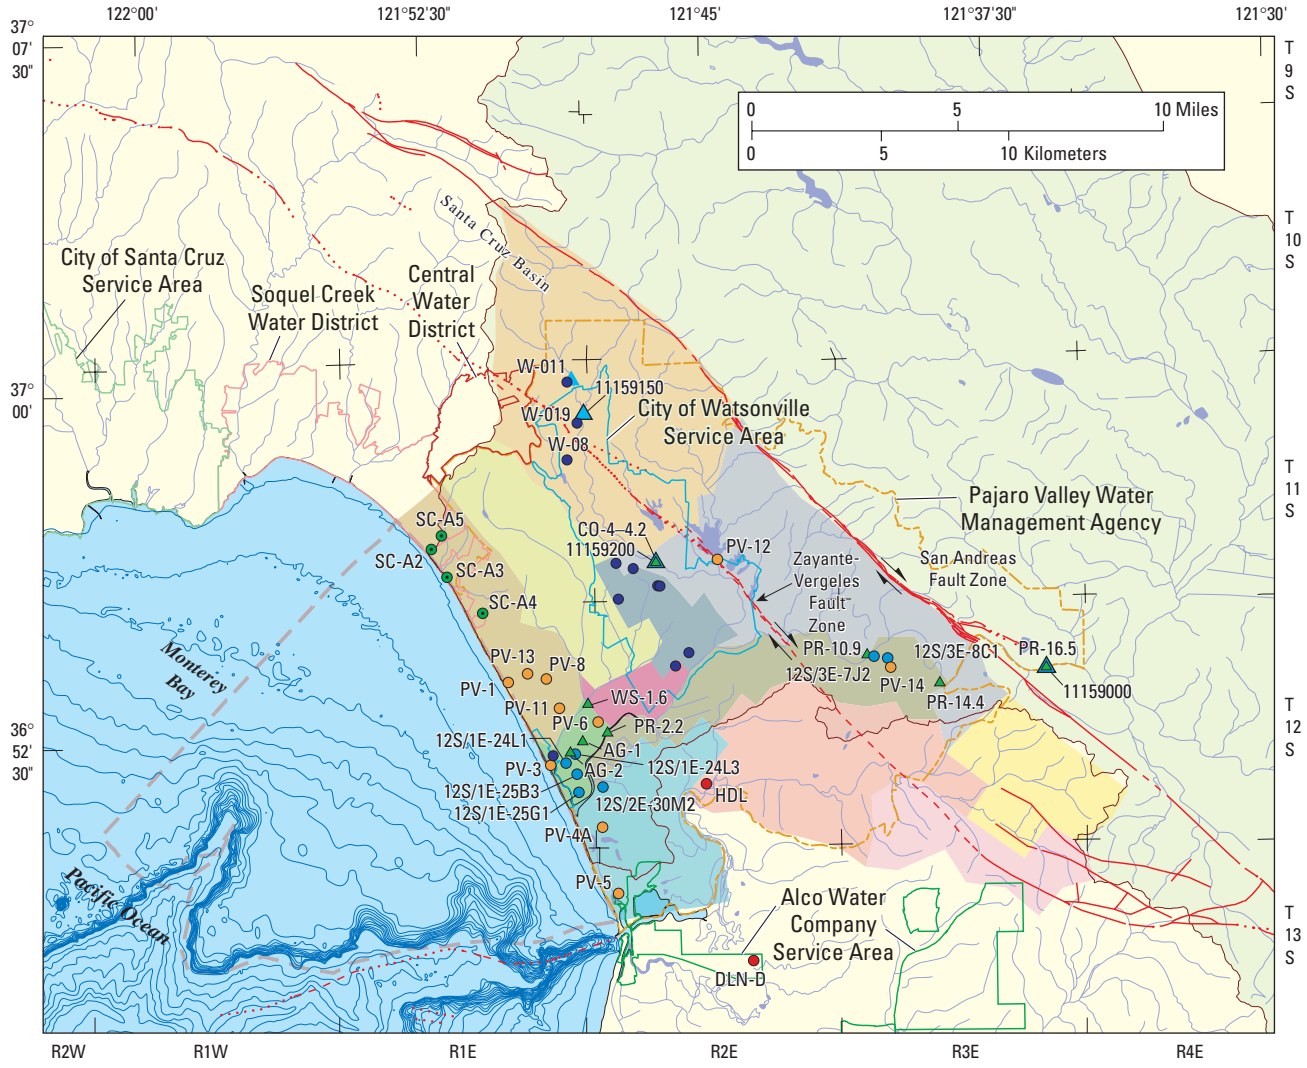 122°00'
121°52'30"
121°45'
121°37'30"
121°30'
37°
07'
30"
T
9
S
0
5
10 Miles
0
5
10 Kilometers
Santa Cruz Basin
T
10
S
City of Santa Cruz
Service Area
Soquel Creek
Water District
Central
Water
District
W-011
11159150
37°
00'
W-019
City of Watsonville
Service Area
W-08
T
11
S
Pajaro Valley Water
Management Agency
SC-A5
SC-A2
SC-A3
SC-A4
CO-4-4.2
11159200
PV-12
Zayante-
Vergeles
Fault
Zone
San Andreas
Fault Zone
PR-10.9
12S/3E-8C1
PR-16.5
12S/3E-7J2
PV-14
11159000
PR-14.4
Monterey
Bay
PV-13
PV-8
PV-1
WS-1.6
PV-11
PV-6
PR-2.2
T
12
S
36°
52'
30"
12S/1E-24L1
AG-1
PV-3
AG-2
12S/1E-24L3
12S/1E-25B3
12S/1E-25G1
12S/2E-30M2
HDL
PV-4A
Pacific Ocean
PV-5
Alco Water
Company
Service Area
T
13
S
DLN-D
R2W
R1W
R1E
R2E
R3E
R4E